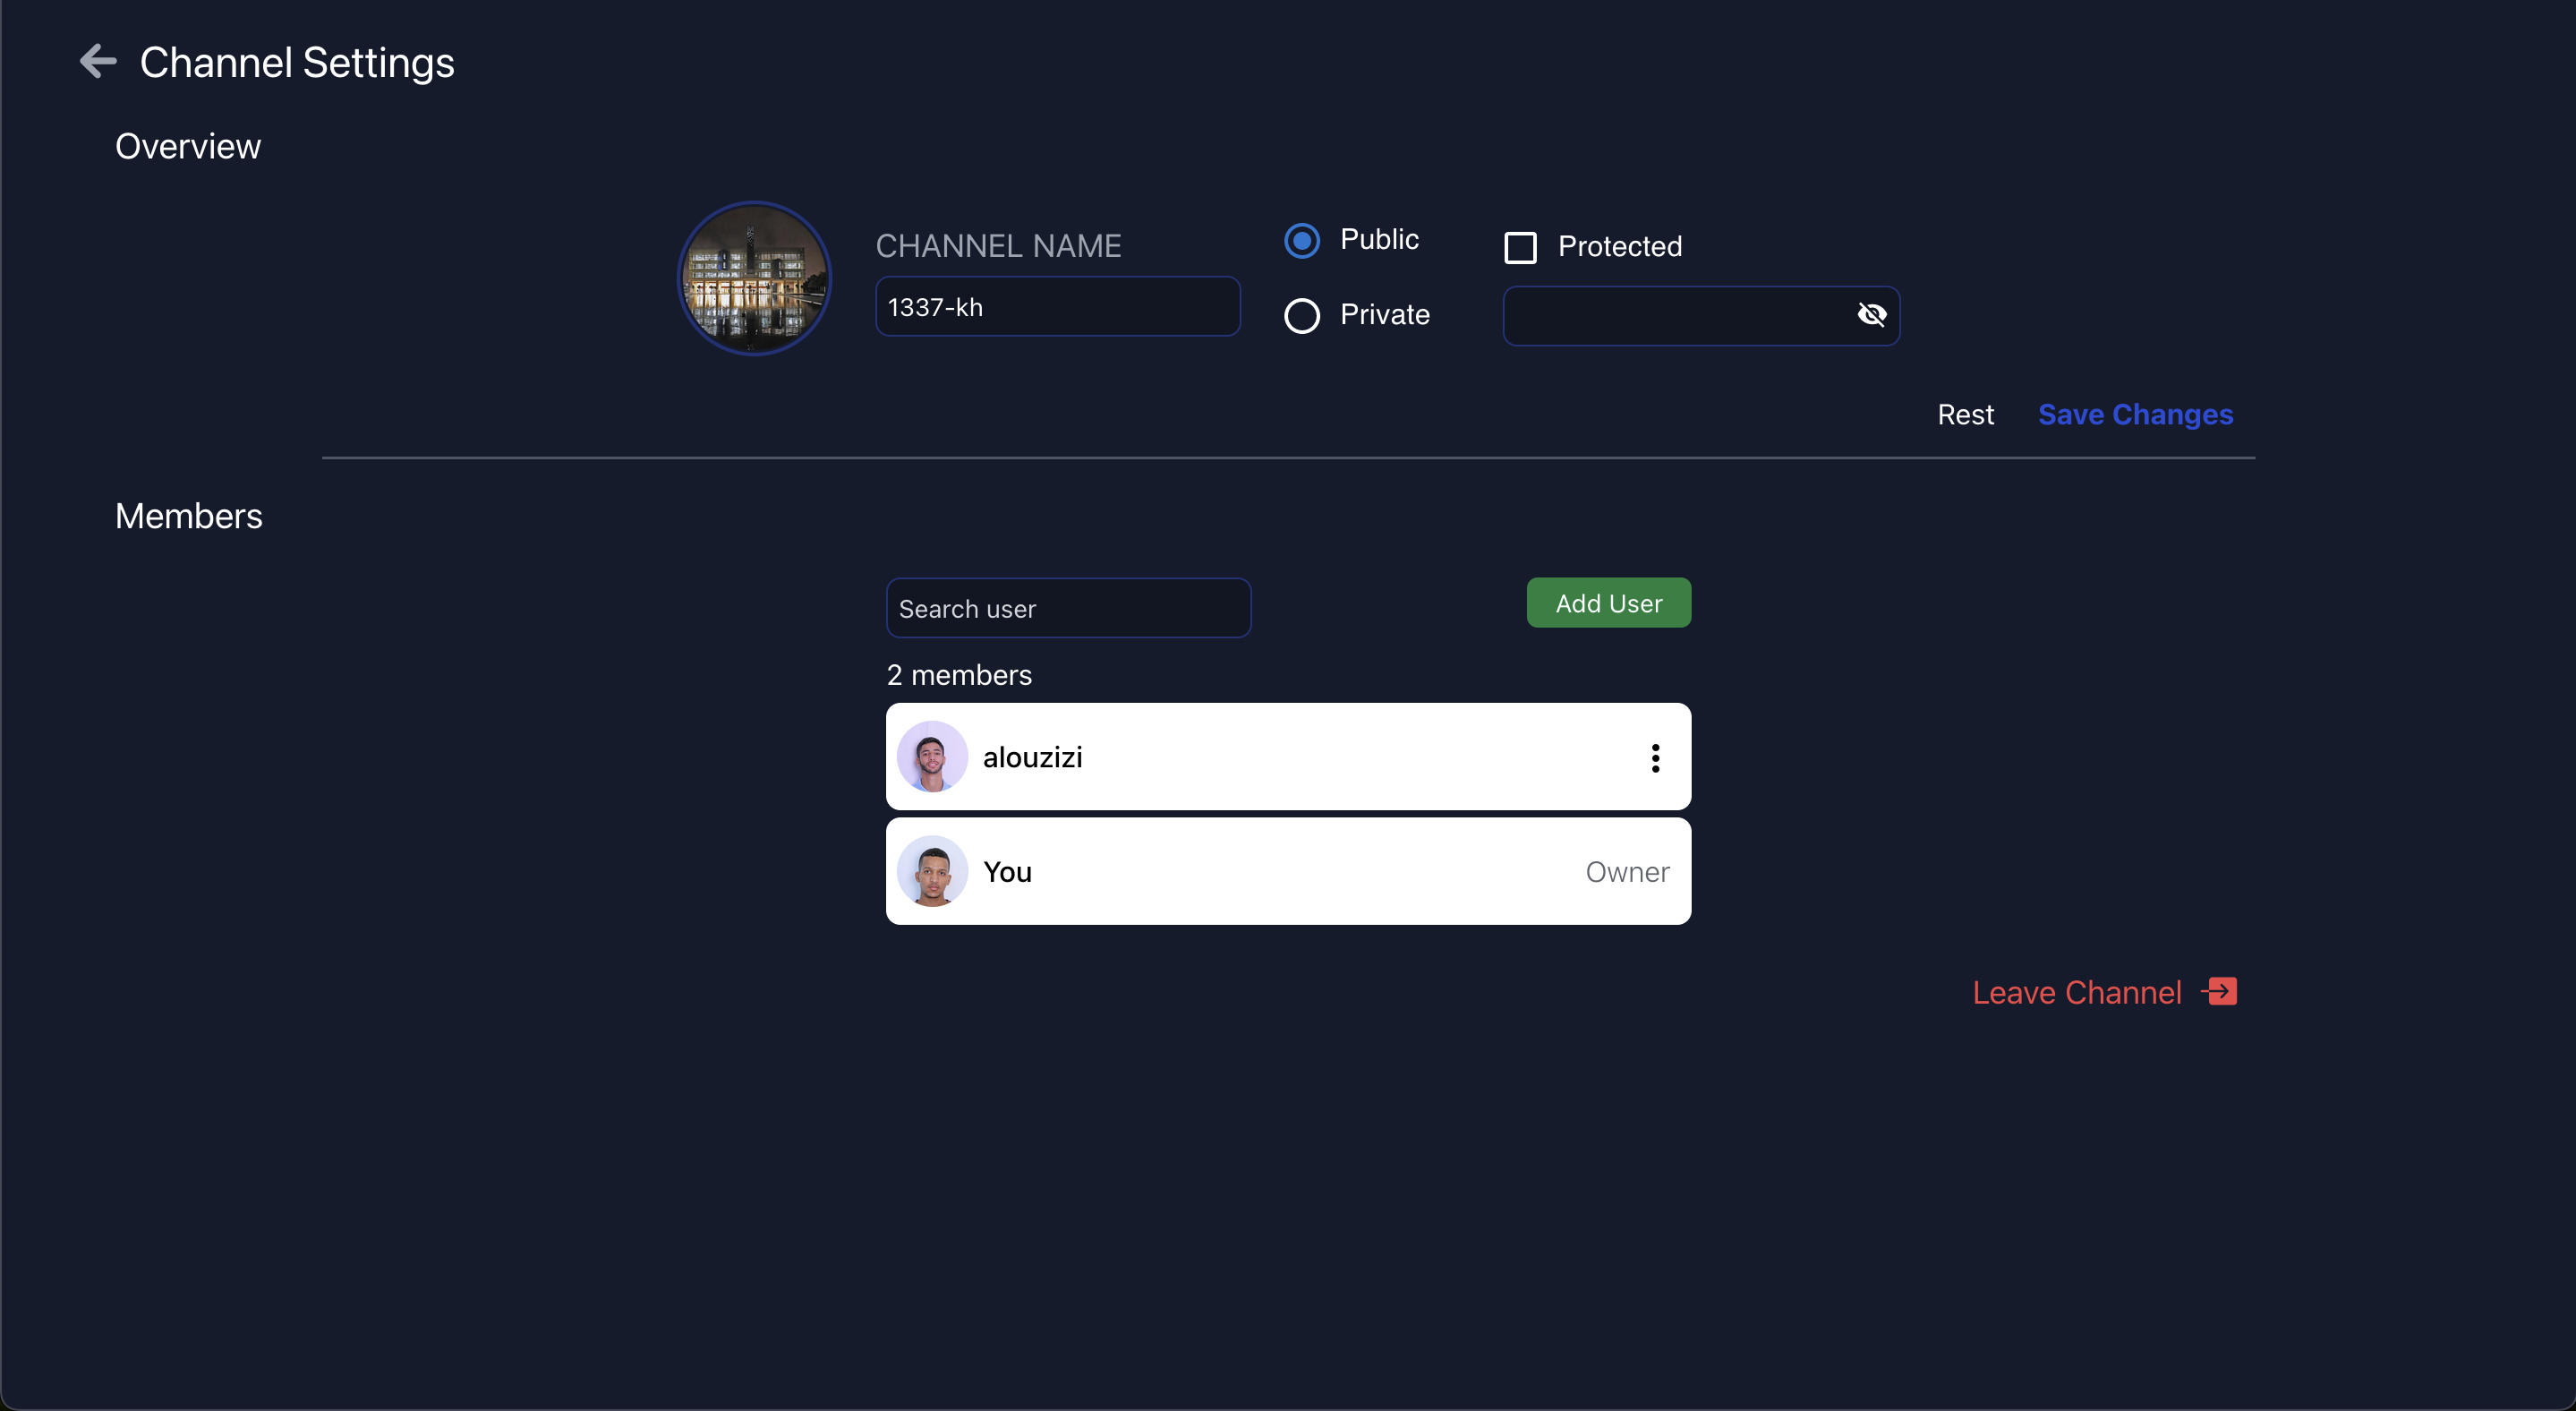 Channel Settings
Overview
CHANNEL NAME
1337-kh
Public
Private
Protected
Rest
Save Changes
Members
Search user
Add User
2 members
alouzizi
You
Owner
Leave Channel